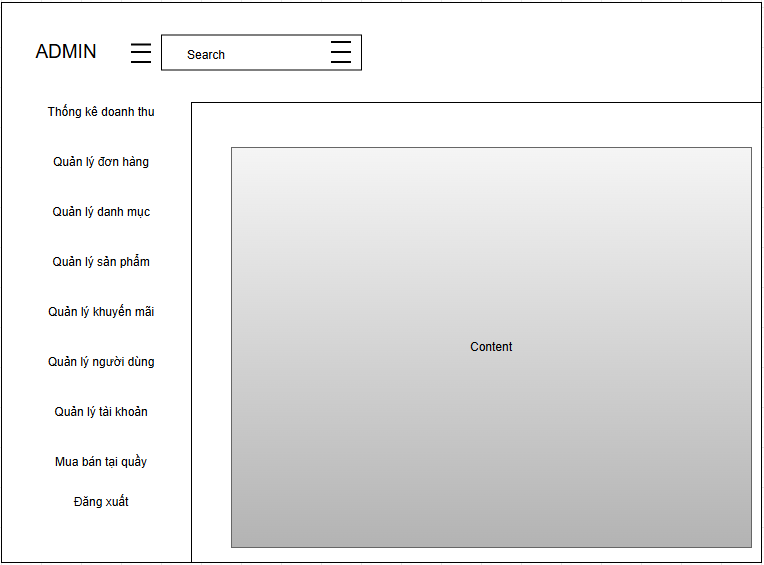 ADMIN
Search
Thống kê doanh thu
Quản lý đơn hàng
Quản lý danh mục
Quản lý sản phẩm
Quản lý khuyến mãi
Quản lý người dùng
Quản lý tài khoản
Mua bán tại quầy
Đăng xuất
Content